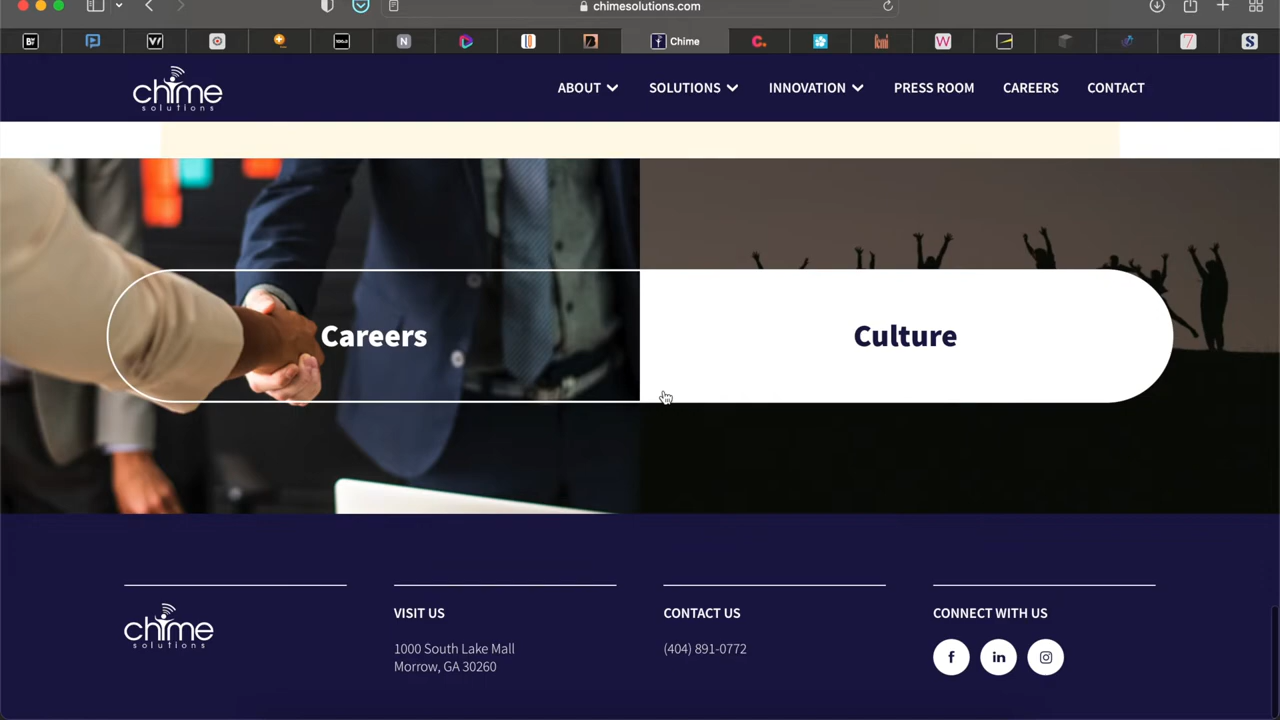 chimesolutions.com
Chime
chime
solutions
ABOUT
SOLUTIONS
INNOVATION
PRESS ROOM
CAREERS
CONTACT
Careers
Culture
chime
solutions
VISIT US
1000 South Lake Mall
Morrow, GA 30260
CONTACT US
(404) 891-0772
CONNECT WITH US
f
in